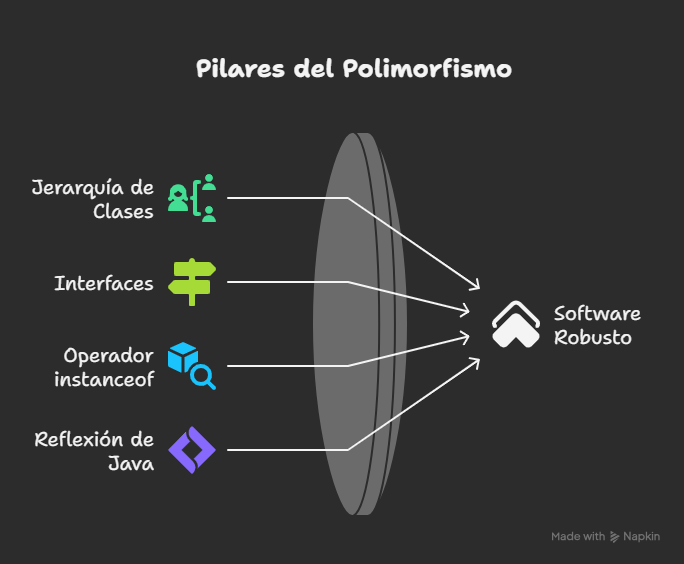 Pilares del Polimorfismo
Jerarquía de
Clases
Interfaces
Operador
instanceof
Reflexión de
Java
Software
Robusto
Made with Napkin